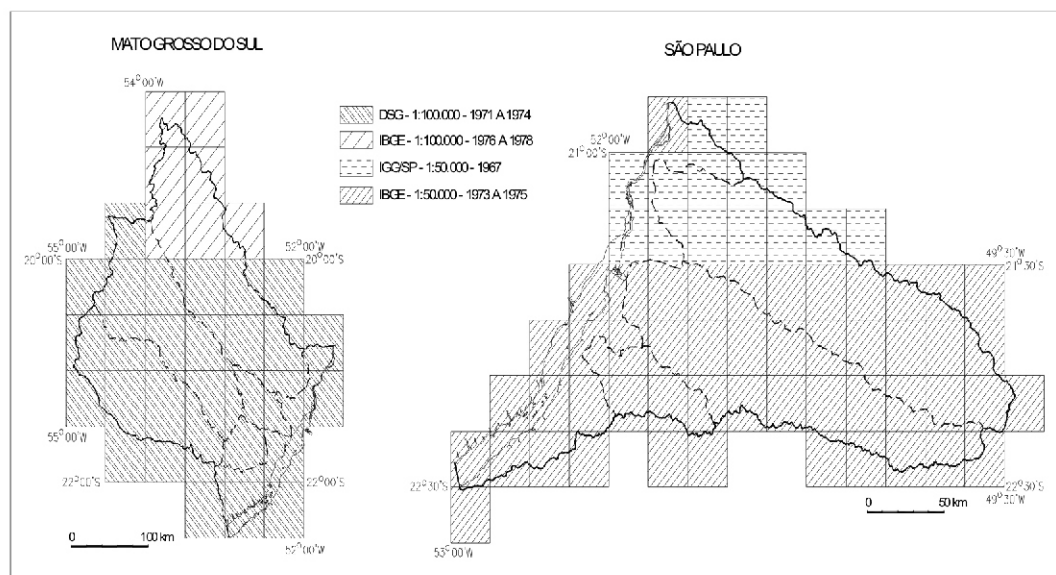 MATO GROSSO DO SUL
54°00'W
55°00'W
20°00'S
52°00'W
20°00'S
55°00'W
22°00'S
22°00'S
52°00'W
0 100 km
DSG - 1:100.000 - 1971 A 1974
IBGE - 1:100.000 - 1976 A 1978
IGG/SP - 1:50.000 - 1967
IBGE - 1:50.000 - 1973 A 1975
SÃO PAULO
52°00'W
21°00'S
49°30'W
21°30'S
22°30'S
22°30'S
49°30'W
53°00'W
0 50 km